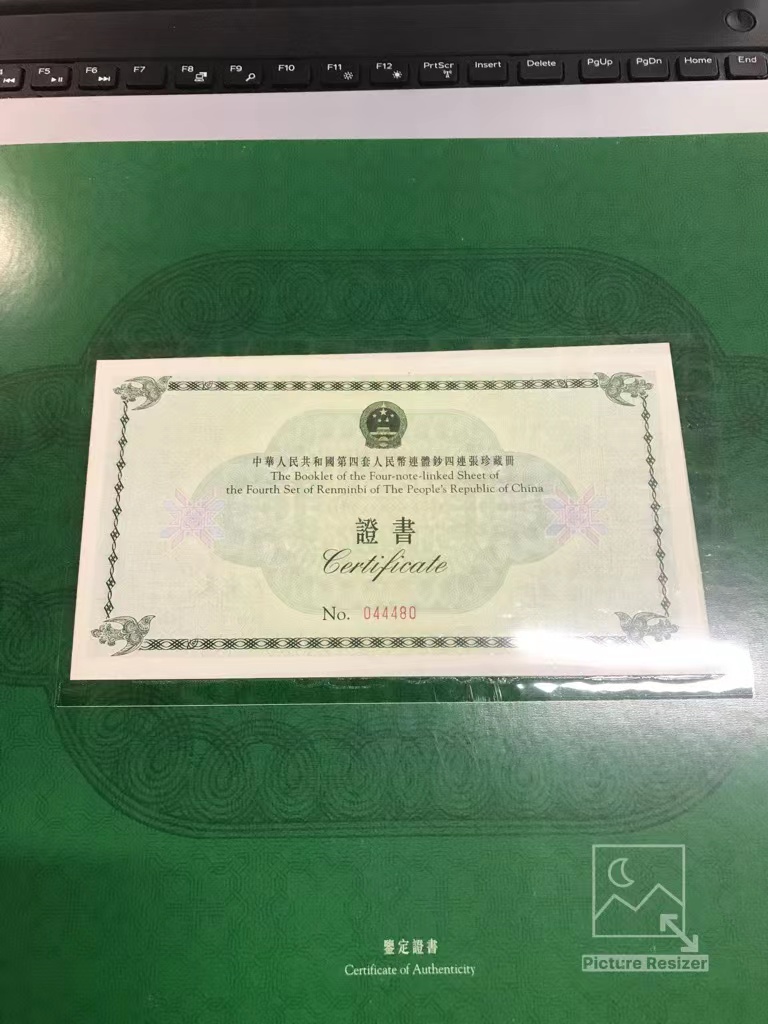 F5
F6
F7
F8
F9
F10
F11
F12
PrtScr
Insert
Delete
PgUp
PgDn
Home
End
中華人民共和國第四套人民幣連體鈔四連張珍藏冊
The Booklet of the Four-note-linked Sheet of
the Fourth Set of Renminbi of The People's Republic of China
證書
Certificate
No. 044480
鑒定證書
Certificate of Authenticity
Picture Resizer